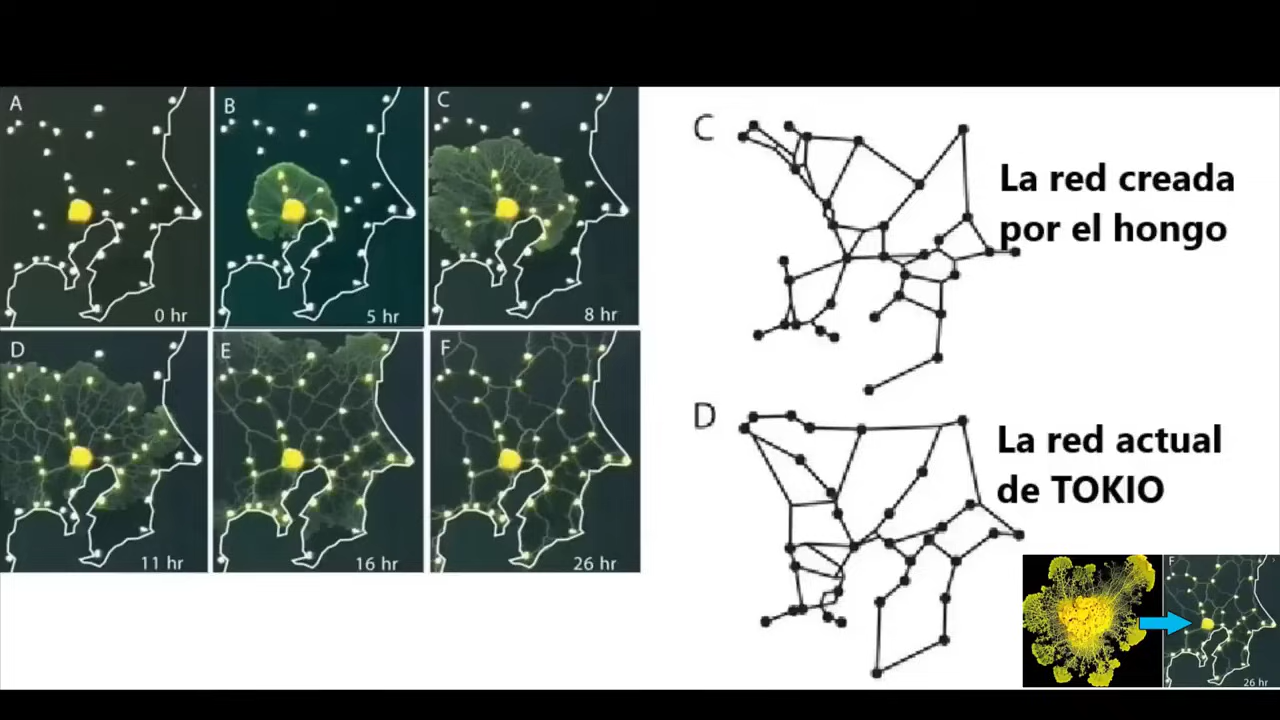 A
B
C
0 hr
5 hr
8 hr
D
E
F
11 hr
16 hr
26 hr
C
La red creada
por el hongo
D
La red actual
de TOKIO
F
26 hr